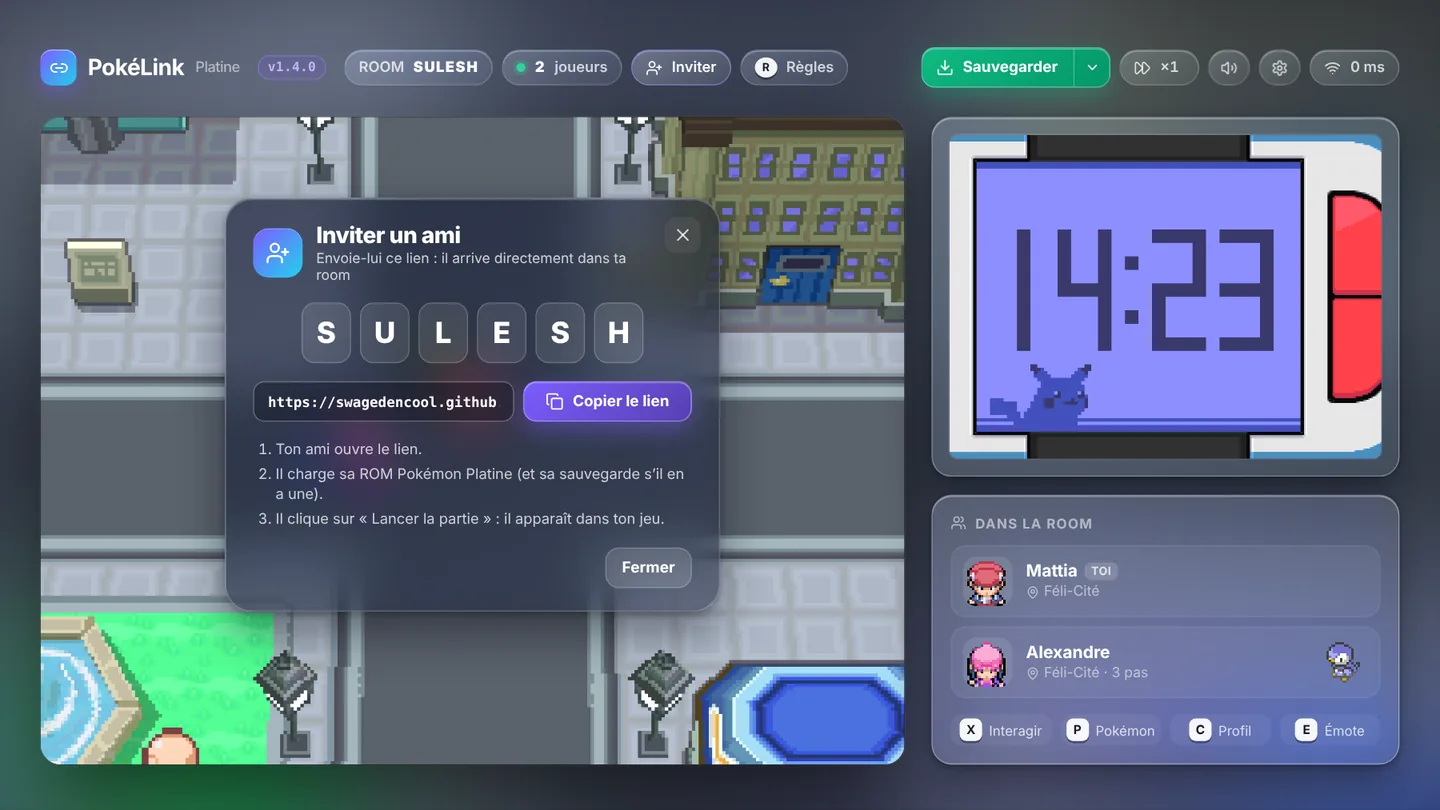 PokéLink Platine v1.4.0 ROOM SULESH 2 joueurs Inviter R Règles Sauvegarder ×1 0 ms
Inviter un ami
Envoie-lui ce lien : il arrive directement dans ta
room
S U L E S H
https://swagedencool.github Copier le lien
1. Ton ami ouvre le lien.
2. Il charge sa ROM Pokémon Platine (et sa sauvegarde s’il en
a une).
3. Il clique sur « Lancer la partie » : il apparaît dans ton jeu.
Fermer
14:23
DANS LA ROOM
Mattia TOI
Féli-Cité
Alexandre
Féli-Cité · 3 pas
X Interagir P Pokémon C Profil E Émote